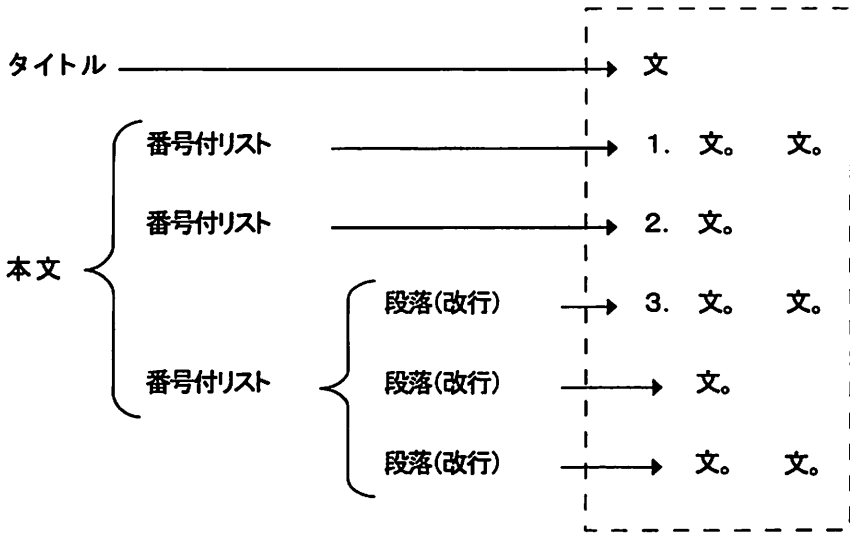 タイトル 文
番号付リスト 1. 文。 文。
番号付リスト 2. 文。
本文
段落(改行) 3. 文。 文。
番号付リスト 段落(改行) 文。
段落(改行) 文。 文。